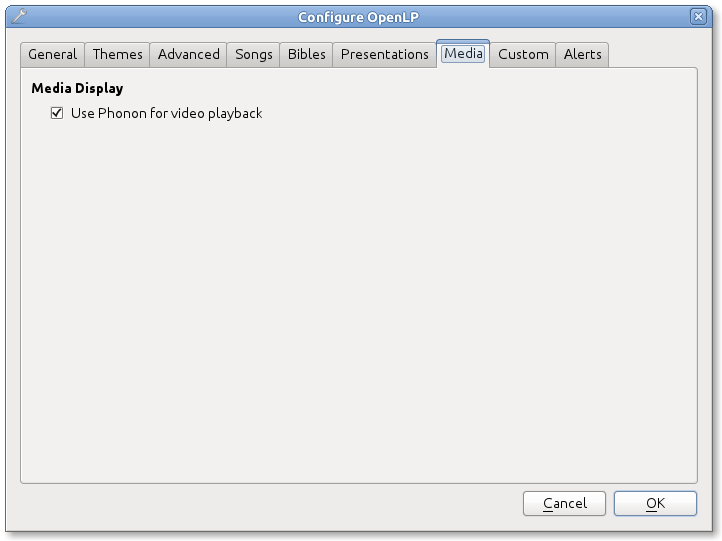 Configure OpenLP
General Themes Advanced Songs Bibles Presentations Media Custom Alerts
Media Display
Use Phonon for video playback
Cancel OK